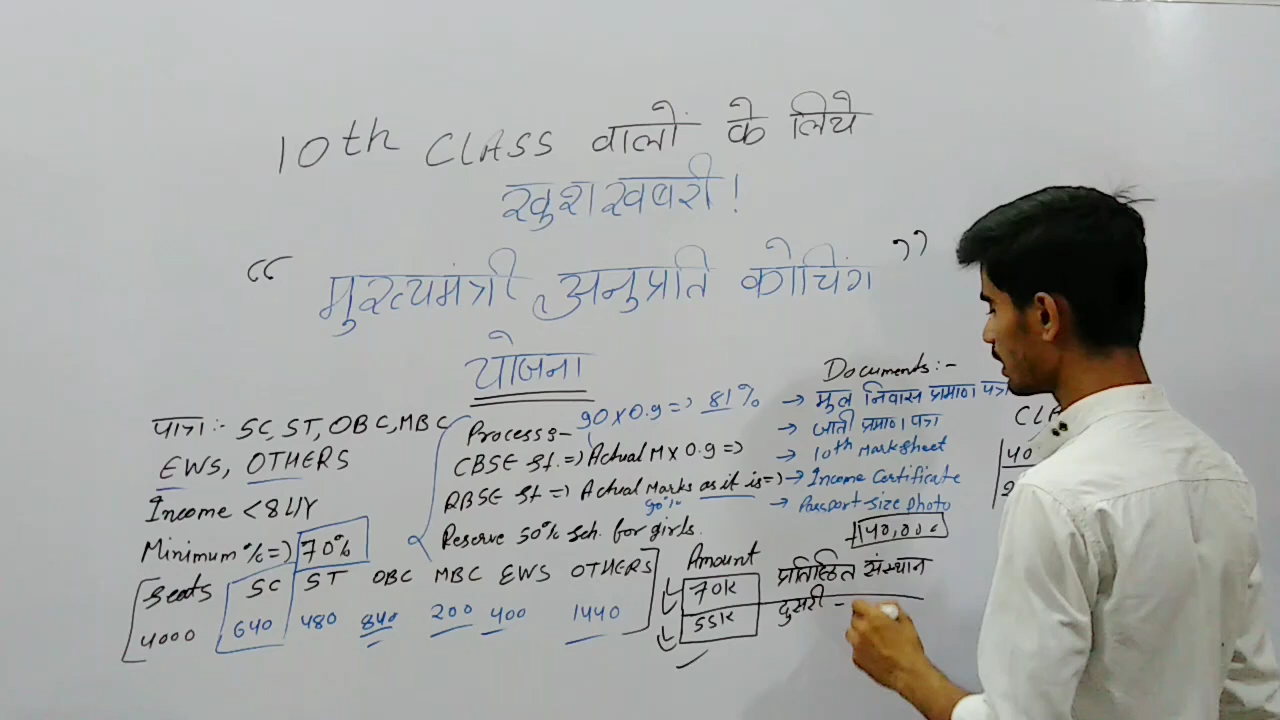 10th CLASS वालों के लिये
खुशखबरी!
“ मुख्यमंत्री अनुप्रति कोचिंग ”
योजना
पात्रा:- SC, ST, OBC, MBC
EWS, OTHERS
Income < 8 L/Y
Minimum % => 70%
Process:- 90 x 0.9 => 81%
CBSE St. => Actual M x 0.9 =>
RBSE St => Actual Marks as it is =>
90%
Reserve 50% Sch. for girls.
Documents:-
→ मुल निवास प्रमाण पत्र
→ जाती प्रमाण पत्र
→ 10th Marksheet
→ Income Certificate
→ Passport-Size Photo
CLA
40
Seats SC ST OBC MBC EWS OTHERS
4000 640 480 840 200 400 1440
Amount
70K
55K
140,000
प्रतिष्ठित संस्थान
दुसरी -